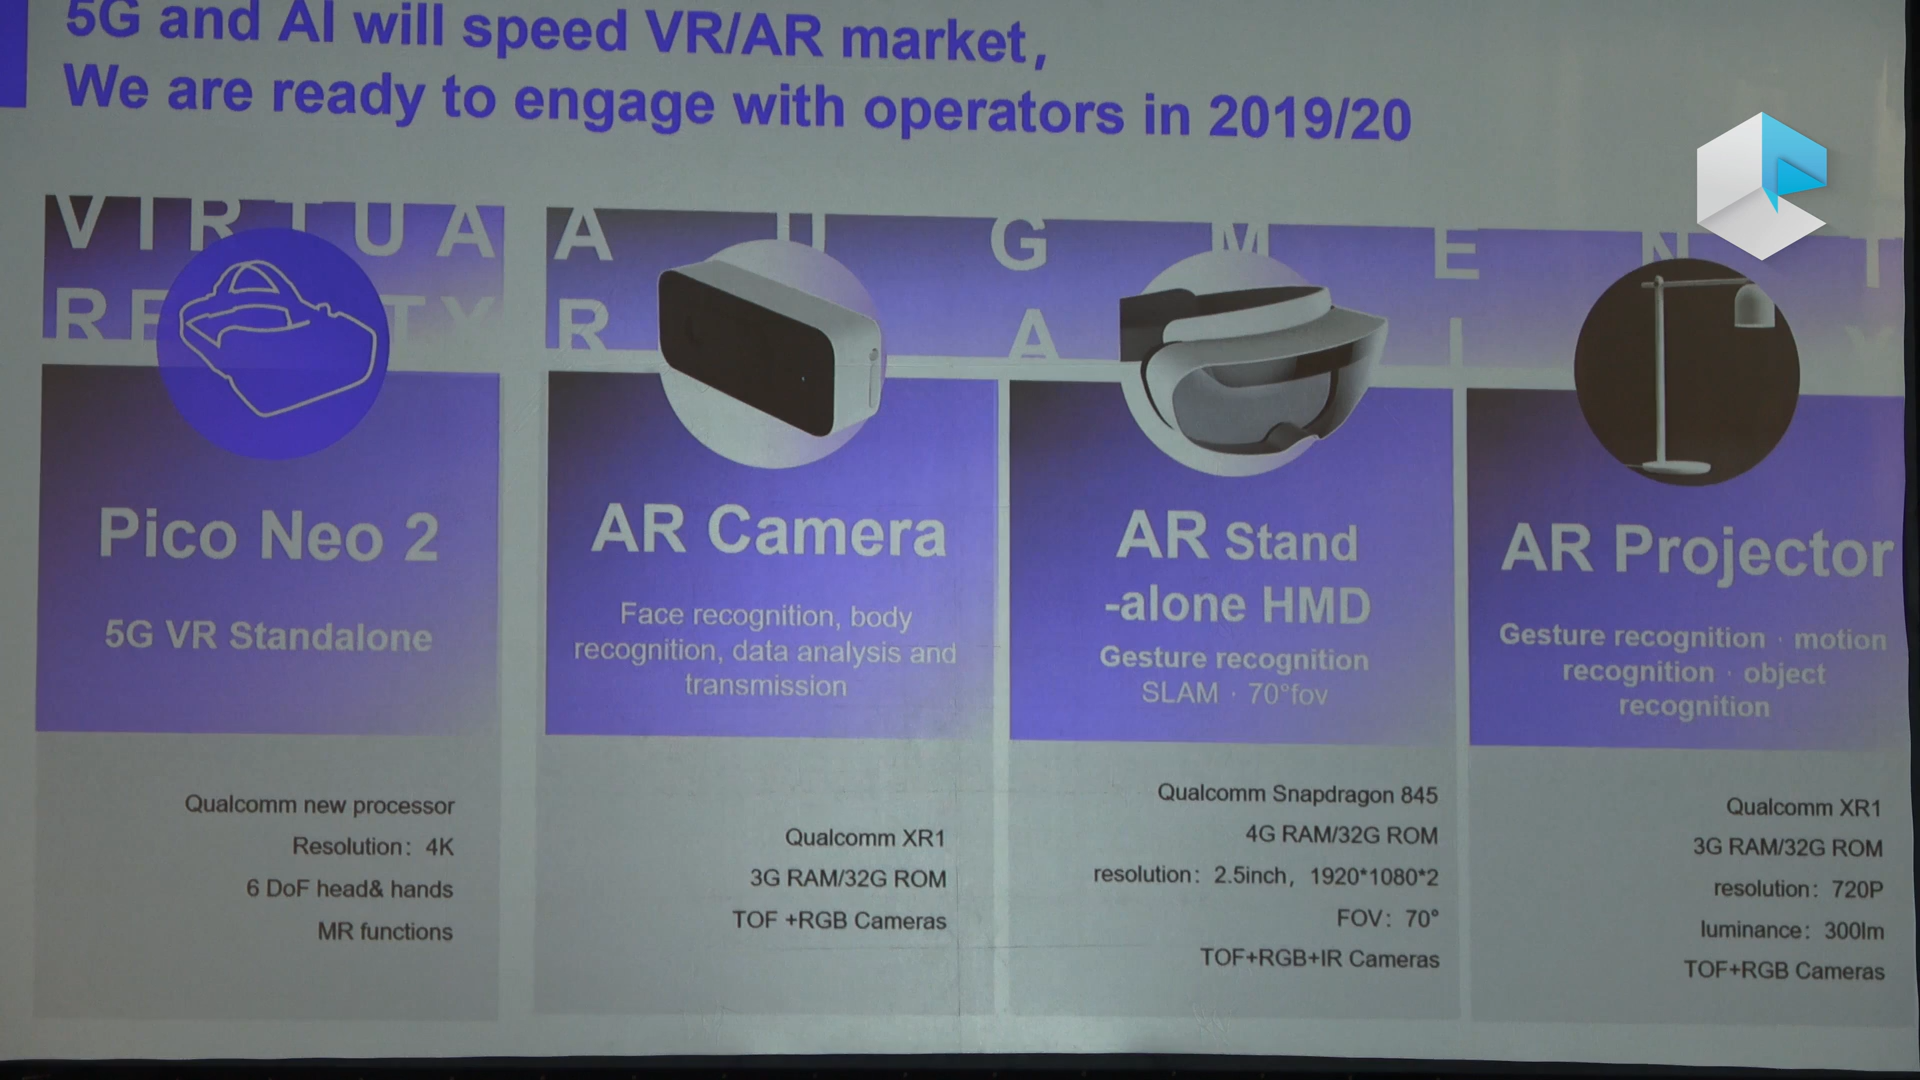 5G and AI will speed VR/AR market,
We are ready to engage with operators in 2019/20
VIRTUA
A U G M E N T
R A
Pico Neo 2
5G VR Standalone
Qualcomm new processor
Resolution: 4K
6 DoF head& hands
MR functions
AR Camera
Face recognition, body
recognition, data analysis and
transmission
Qualcomm XR1
3G RAM/32G ROM
TOF +RGB Cameras
AR Stand
-alone HMD
Gesture recognition
SLAM · 70°fov
Qualcomm Snapdragon 845
4G RAM/32G ROM
resolution: 2.5inch, 1920*1080*2
FOV: 70°
TOF+RGB+IR Cameras
AR Projector
Gesture recognition · motion
recognition · object
recognition
Qualcomm XR1
3G RAM/32G ROM
resolution: 720P
luminance: 300lm
TOF+RGB Cameras